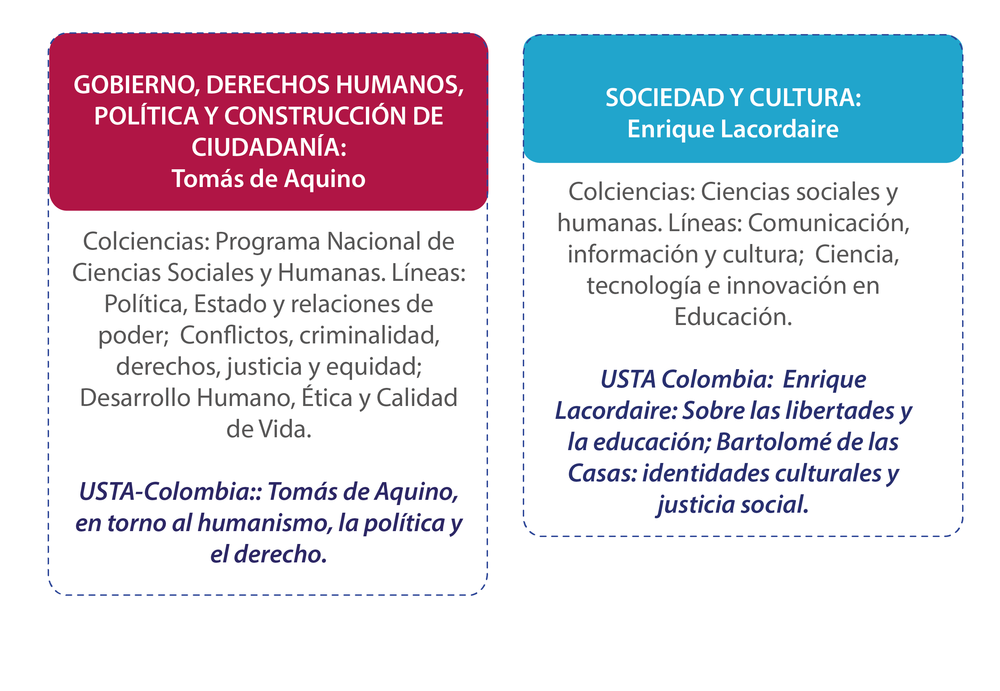 GOBIERNO, DERECHOS HUMANOS,
POLÍTICA Y CONSTRUCCIÓN DE
CIUDADANÍA:
Tomás de Aquino
Colciencias: Programa Nacional de
Ciencias Sociales y Humanas. Líneas:
Política, Estado y relaciones de
poder;  Conflictos, criminalidad,
derechos, justicia y equidad;
Desarrollo Humano, Ética y Calidad
de Vida.
USTA-Colombia:: Tomás de Aquino,
en torno al humanismo, la política y
el derecho.
SOCIEDAD Y CULTURA:
Enrique Lacordaire
Colciencias: Ciencias sociales y
humanas. Líneas: Comunicación,
información y cultura;  Ciencia,
tecnología e innovación en
Educación.
USTA Colombia:  Enrique
Lacordaire: Sobre las libertades y
la educación; Bartolomé de las
Casas: identidades culturales y
justicia social.